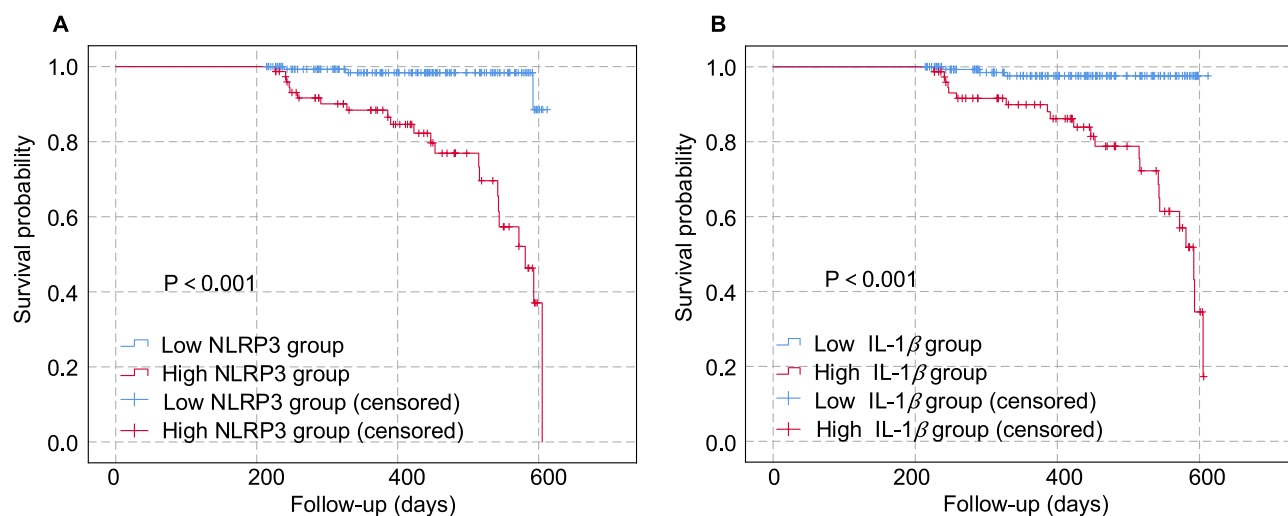 A
Survival probability
1.0
0.8
0.6
0.4
0.2
0.0
P < 0.001
Low NLRP3 group
High NLRP3 group
Low NLRP3 group (censored)
High NLRP3 group (censored)
0 200 400 600
Follow-up (days)
B
Survival probability
1.0
0.8
0.6
0.4
0.2
0.0
P < 0.001
Low IL-1β group
High IL-1β group
Low IL-1β group (censored)
High IL-1β group (censored)
0 200 400 600
Follow-up (days)